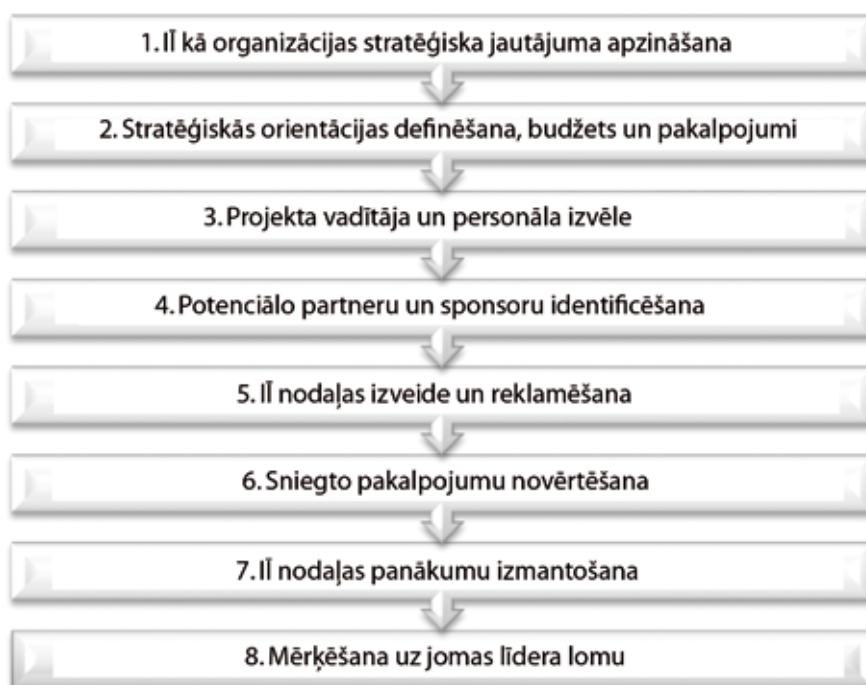 1. IĪ kā organizācijas stratēģiska jautājuma apzināšana
2. Stratēģiskās orientācijas definēšana, budžets un pakalpojumi
3. Projekta vadītāja un personāla izvēle
4. Potenciālo partneru un sponsoru identificēšana
5. IĪ nodaļas izveide un reklamēšana
6. Sniegto pakalpojumu novērtēšana
7. IĪ nodaļas panākumu izmantošana
8. Mērķēšana uz jomas līdera lomu